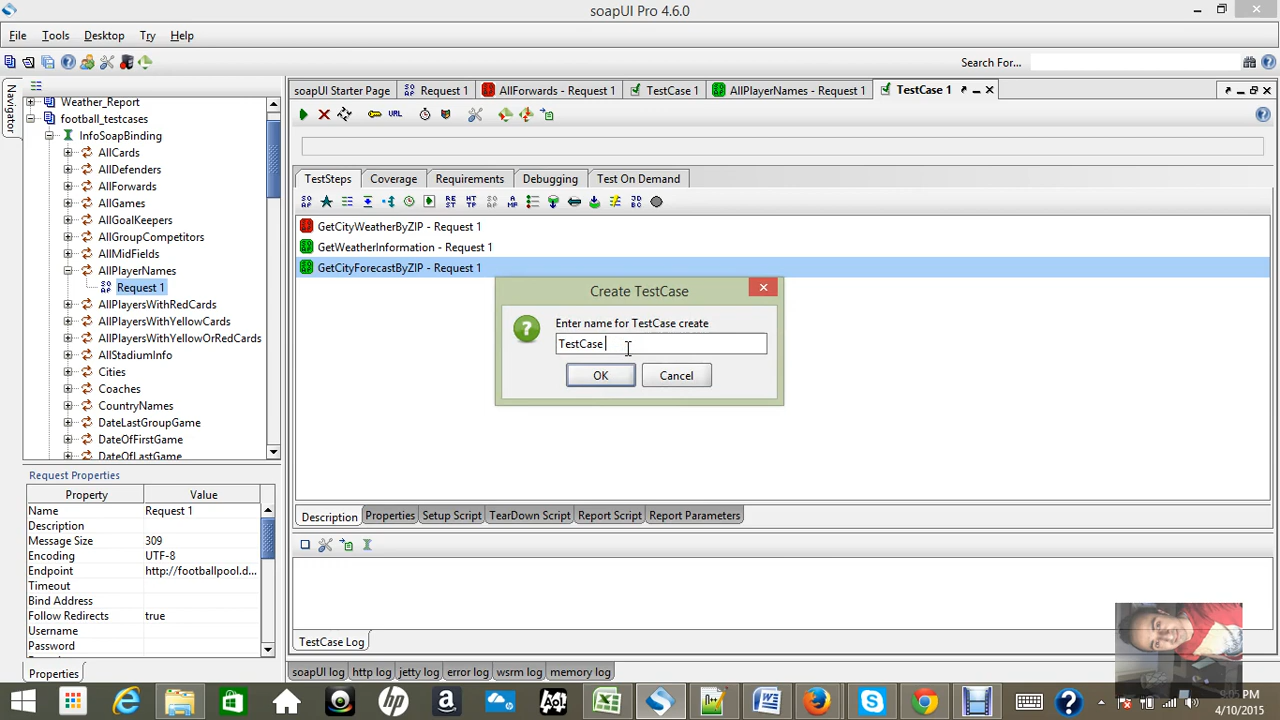 soapUI Pro 4.6.0
File Tools Desktop Try Help
Search For...
Navigator
Weather_Report
football_testcases
InfoSoapBinding
AllCards
AllDefenders
AllForwards
AllGames
AllGoalKeepers
AllGroupCompetitors
AllMidFields
AllPlayerNames
Request 1
AllPlayersWithRedCards
AllPlayersWithYellowCards
AllPlayersWithYellowOrRedCards
AllStadiumInfo
Cities
Coaches
CountryNames
DateLastGroupGame
DateOfFirstGame
DateOfLastGame
Request Properties
Property Value
Name Request 1
Description
Message Size 309
Encoding UTF-8
Endpoint http://footballpool.d...
Timeout
Bind Address
Follow Redirects true
Username
Password
Properties
soapUI Starter Page Request 1 AllForwards - Request 1 TestCase 1 AllPlayerNames - Request 1 TestCase 1
URL
TestSteps Coverage Requirements Debugging Test On Demand
GetCityWeatherByZIP - Request 1
GetWeatherInformation - Request 1
GetCityForecastByZIP - Request 1
Create TestCase
Enter name for TestCase create
TestCase
OK Cancel
Description Properties Setup Script TearDown Script Report Script Report Parameters
TestCase Log
soapUI log http log jetty log error log wsrm log memory log
9:05 PM
4/10/2015